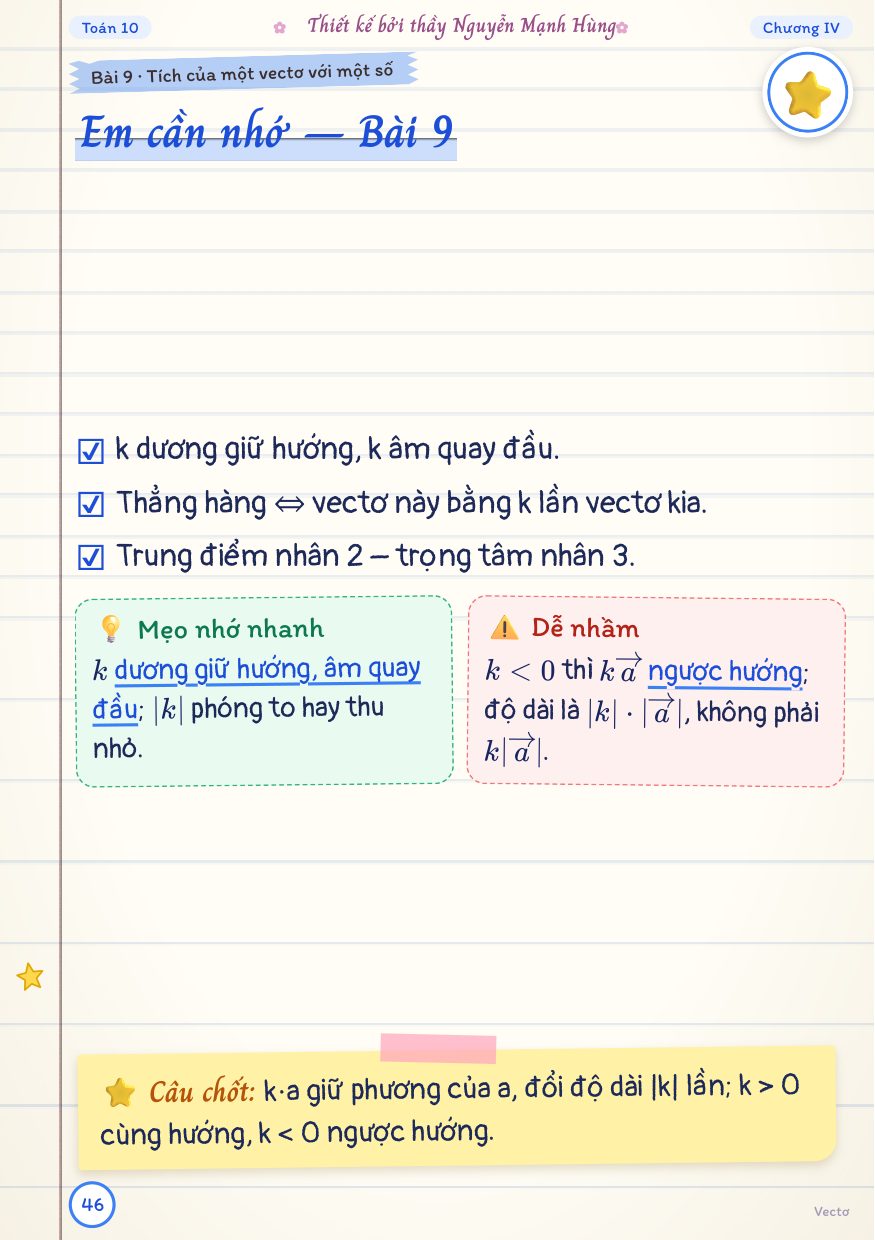 Toán 10
Thiết kế bởi thầy Nguyễn Mạnh Hùng
Chương IV
Bài 9 · Tích của một vectơ với một số
Em cần nhớ — Bài 9
☑ k dương giữ hướng, k âm quay đầu.
☑ Thẳng hàng ⇔ vectơ này bằng k lần vectơ kia.
☑ Trung điểm nhân 2 – trọng tâm nhân 3.
💡 Mẹo nhớ nhanh
k dương giữ hướng, âm quay
đầu; |k| phóng to hay thu
nhỏ.
⚠️ Dễ nhầm
k < 0 thì k\overrightarrow{a} ngược hướng;
độ dài là |k| · |\overrightarrow{a}|, không phải
k|\overrightarrow{a}|.
Câu chốt: k·a giữ phương của a, đổi độ dài |k| lần; k > 0
cùng hướng, k < 0 ngược hướng.
46
Vectơ